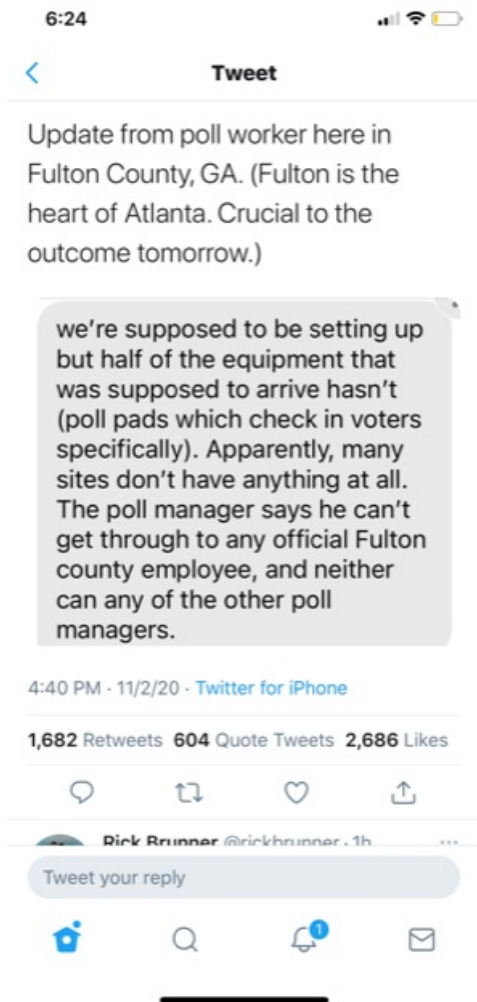 6:24
Tweet
Update from poll worker here in
Fulton County, GA. (Fulton is the
heart of Atlanta. Crucial to the
outcome tomorrow.)
we're supposed to be setting up
but half of the equipment that
was supposed to arrive hasn't
(poll pads which check in voters
specifically). Apparently, many
sites don't have anything at all.
The poll manager says he can't
get through to any official Fulton
county employee, and neither
can any of the other poll
managers.
4:40 PM · 11/2/20 · Twitter for iPhone
1,682 Retweets 604 Quote Tweets 2,686 Likes
Rick Brunner @rickbrunner · 1h
Tweet your reply
1